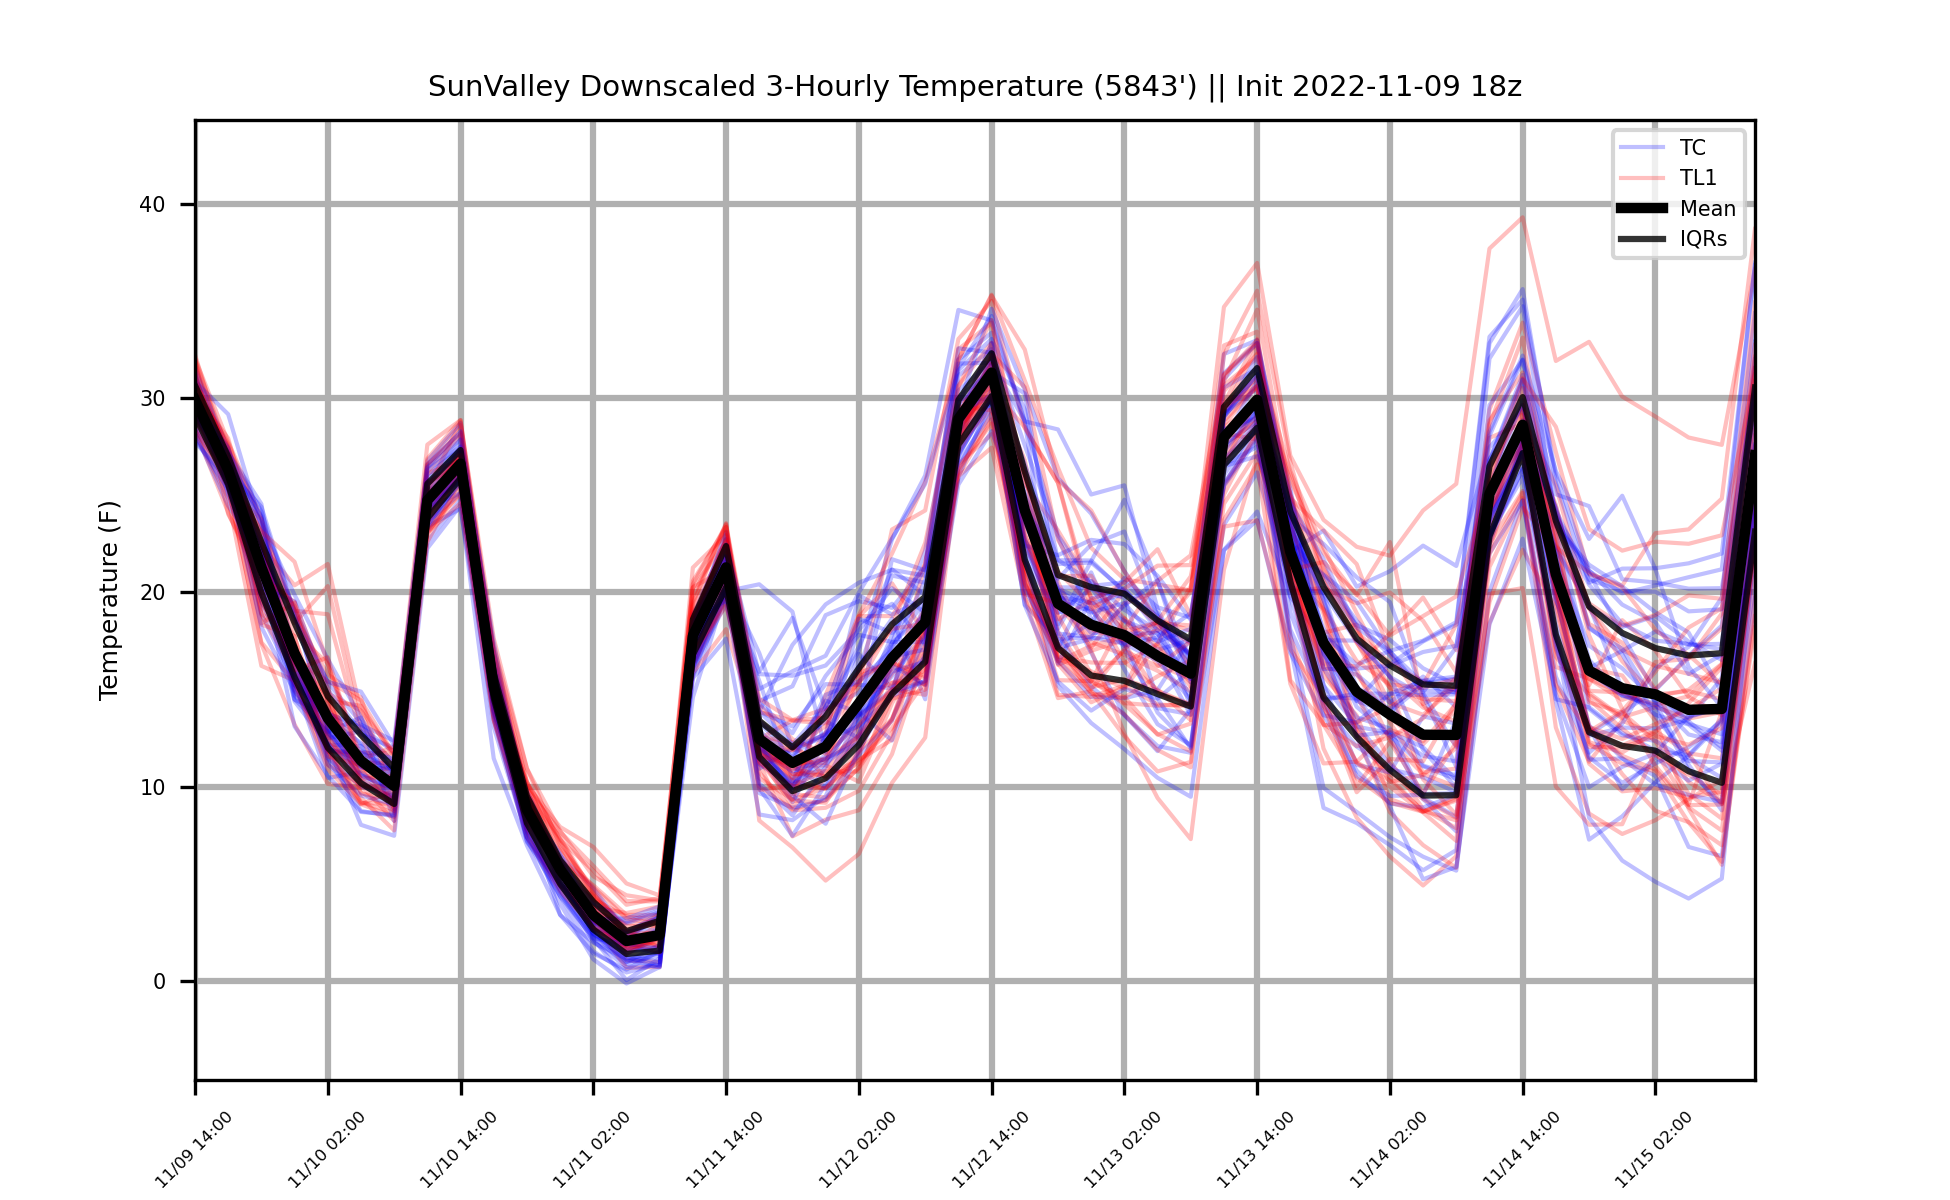 SunValley Downscaled 3-Hourly Temperature (5843') || Init 2022-11-09 18z
TC
TL1
Mean
IQRs
Temperature (F)
40
30
20
10
0
11/09 14:00
11/10 02:00
11/10 14:00
11/11 02:00
11/11 14:00
11/12 02:00
11/12 14:00
11/13 02:00
11/13 14:00
11/14 02:00
11/14 14:00
11/15 02:00